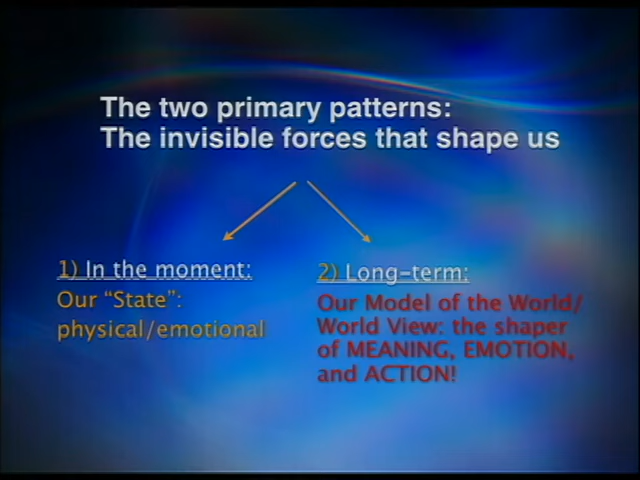 The two primary patterns:
The invisible forces that shape us
1) In the moment:
Our “State”:
physical/emotional
2) Long-term:
Our Model of the World/
World View: the shaper
of MEANING, EMOTION,
and ACTION!